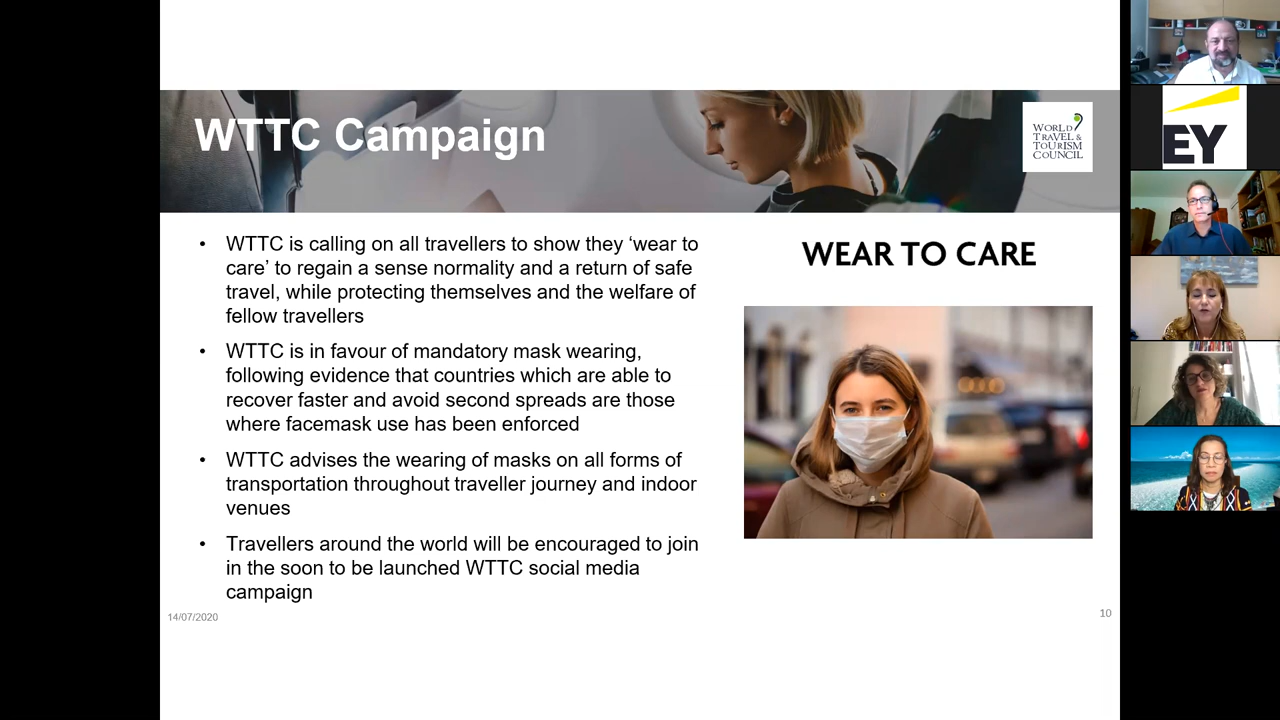 WTTC Campaign
WORLD
TRAVEL &
TOURISM
COUNCIL
• WTTC is calling on all travellers to show they ‘wear to
care’ to regain a sense normality and a return of safe
travel, while protecting themselves and the welfare of
fellow travellers
• WTTC is in favour of mandatory mask wearing,
following evidence that countries which are able to
recover faster and avoid second spreads are those
where facemask use has been enforced
• WTTC advises the wearing of masks on all forms of
transportation throughout traveller journey and indoor
venues
• Travellers around the world will be encouraged to join
in the soon to be launched WTTC social media
campaign
WEAR TO CARE
14/07/2020
10
EY